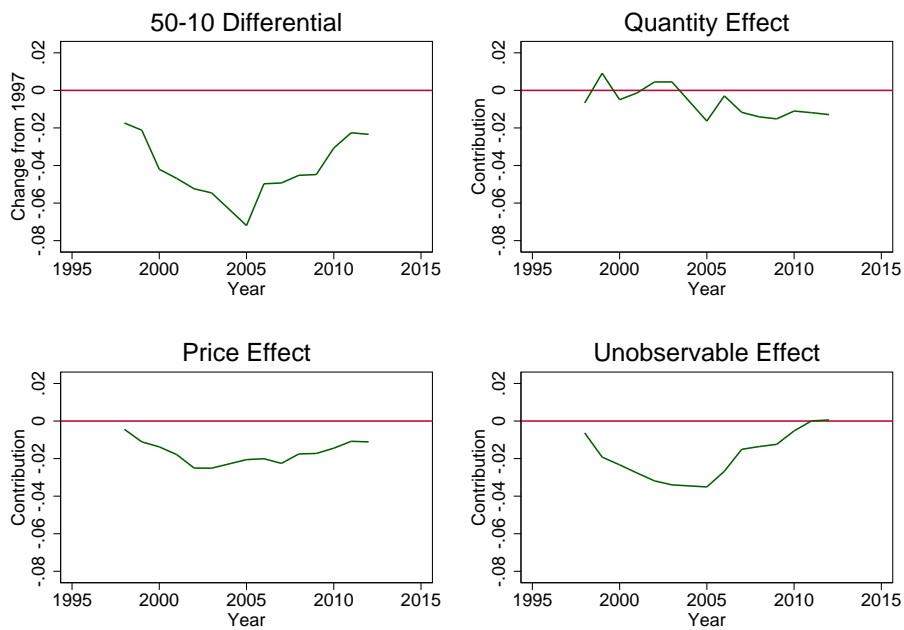 50-10 Differential
Change from 1997
.02
0
-.02
-.04
-.06
-.08
1995 2000 2005 2010 2015
Year
Quantity Effect
Contribution
.02
0
-.02
-.04
-.06
-.08
1995 2000 2005 2010 2015
Year
Price Effect
Contribution
.02
0
-.02
-.04
-.06
-.08
1995 2000 2005 2010 2015
Year
Unobservable Effect
Contribution
.02
0
-.02
-.04
-.06
-.08
1995 2000 2005 2010 2015
Year